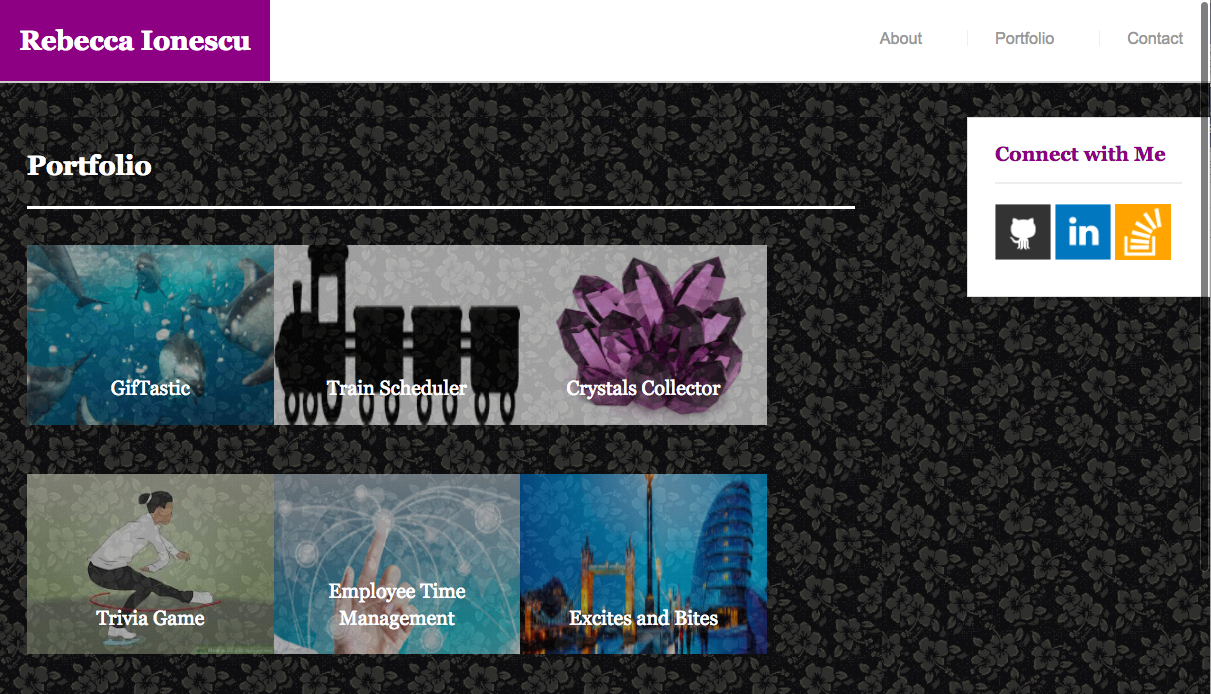 Rebecca Ionescu
About
Portfolio
Contact
Portfolio
Connect with Me
in
GifTastic
Train Scheduler
Crystals Collector
Trivia Game
Employee Time
Management
Excites and Bites